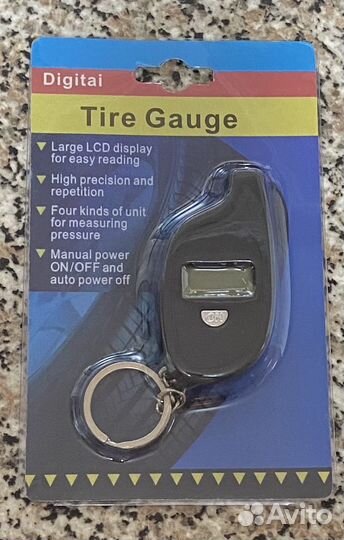 Digitai
Tire Gauge
Large LCD display
for easy reading
High precision and
repetition
Four kinds of unit
for measuring
pressure
Manual power
ON/OFF and
auto power off
Avito